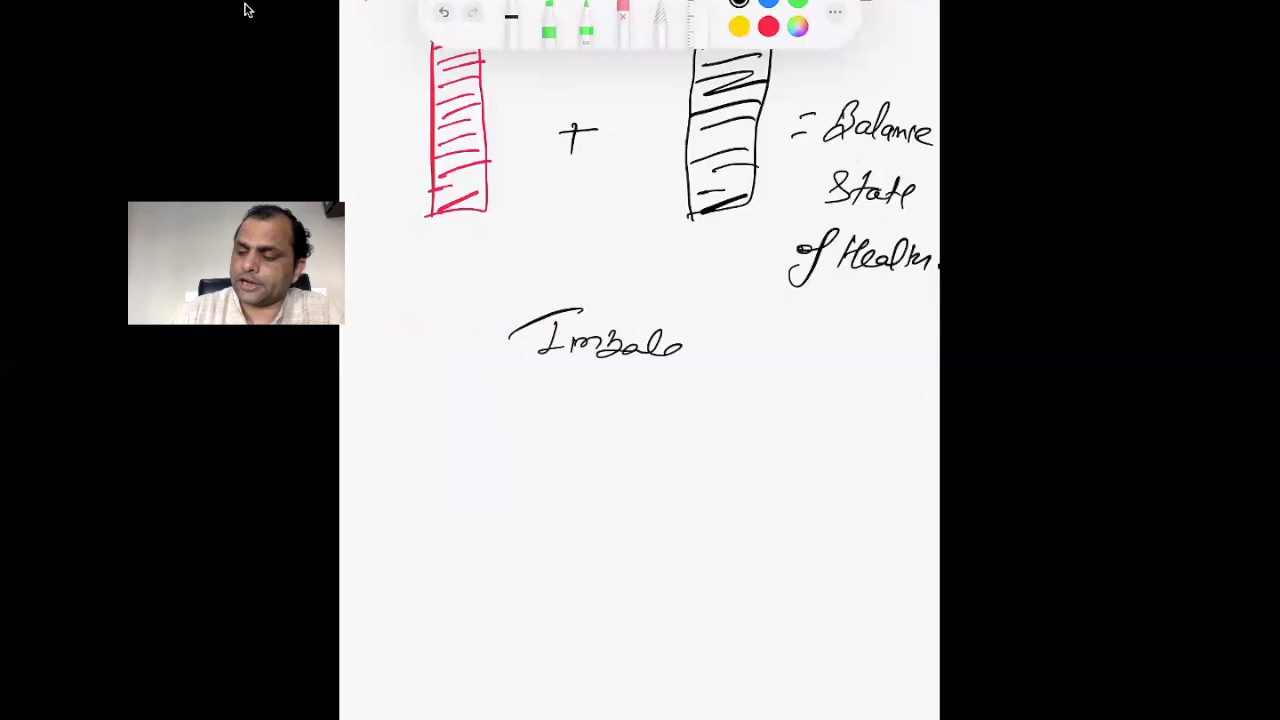 +
= Balance
State
of Health.
Imbala